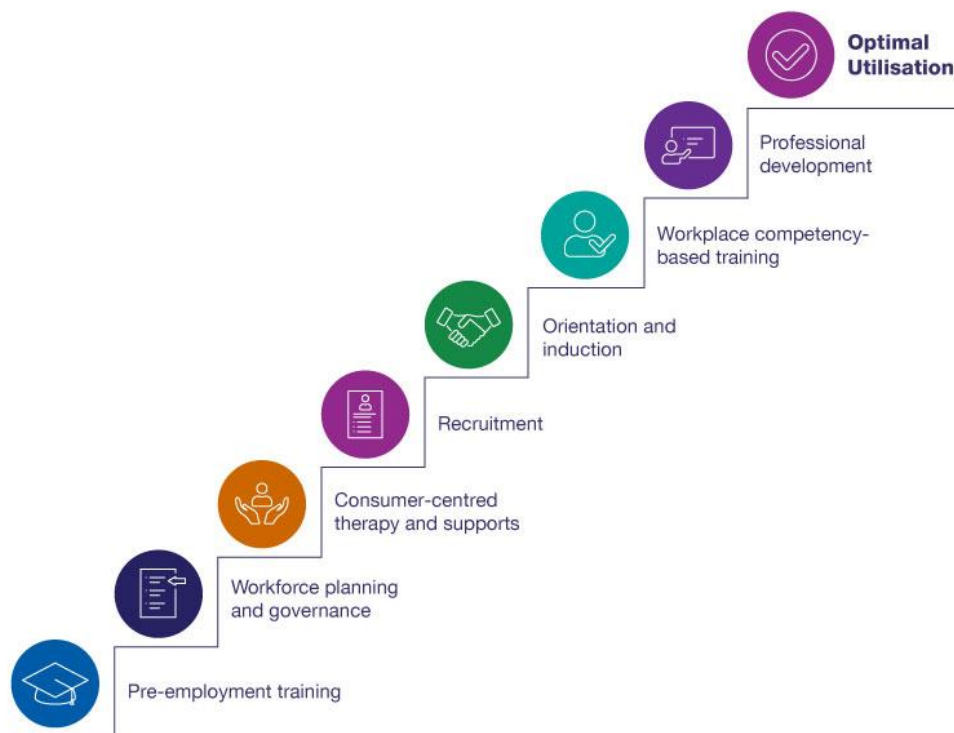 Optimal
Utilisation
Professional
development
Workplace competency-
based training
Orientation and
induction
Recruitment
Consumer-centred
therapy and supports
Workforce planning
and governance
Pre-employment training